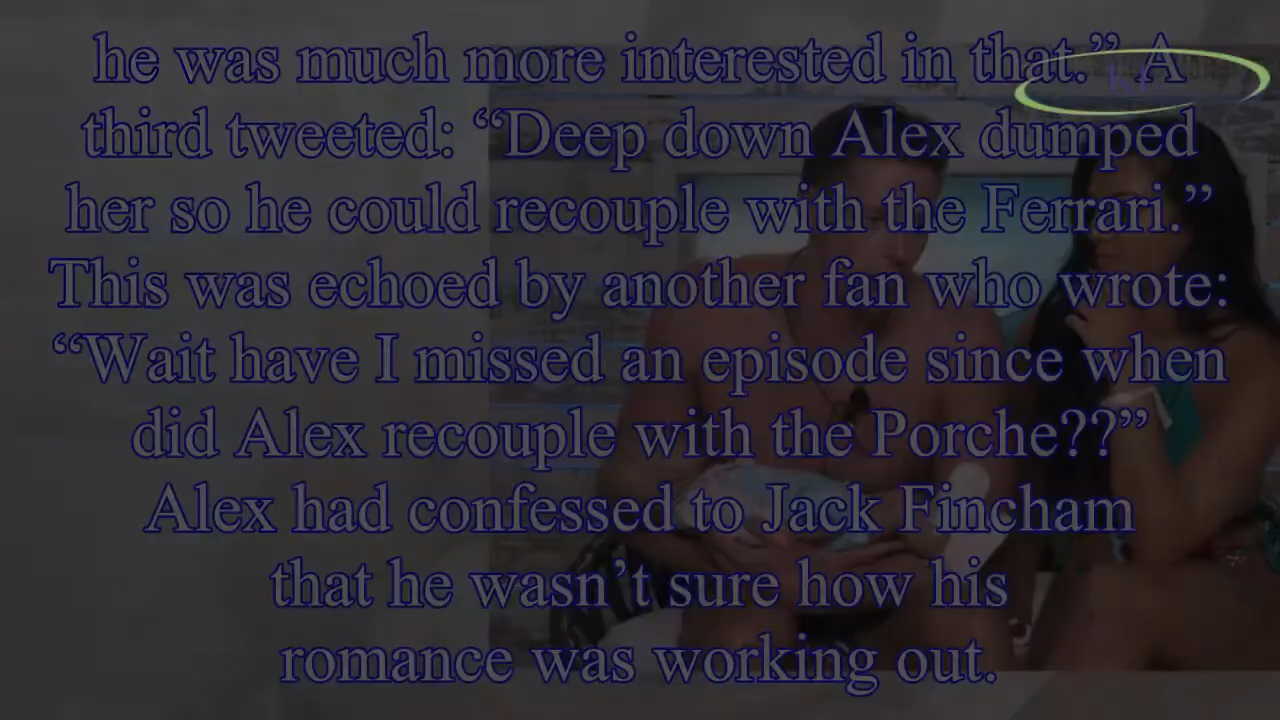 he was much more interested in that.” A
third tweeted: “Deep down Alex dumped
her so he could recouple with the Ferrari.”
This was echoed by another fan who wrote:
“Wait have I missed an episode since when
did Alex recouple with the Porche??”
Alex had confessed to Jack Fincham
that he wasn’t sure how his
romance was working out.